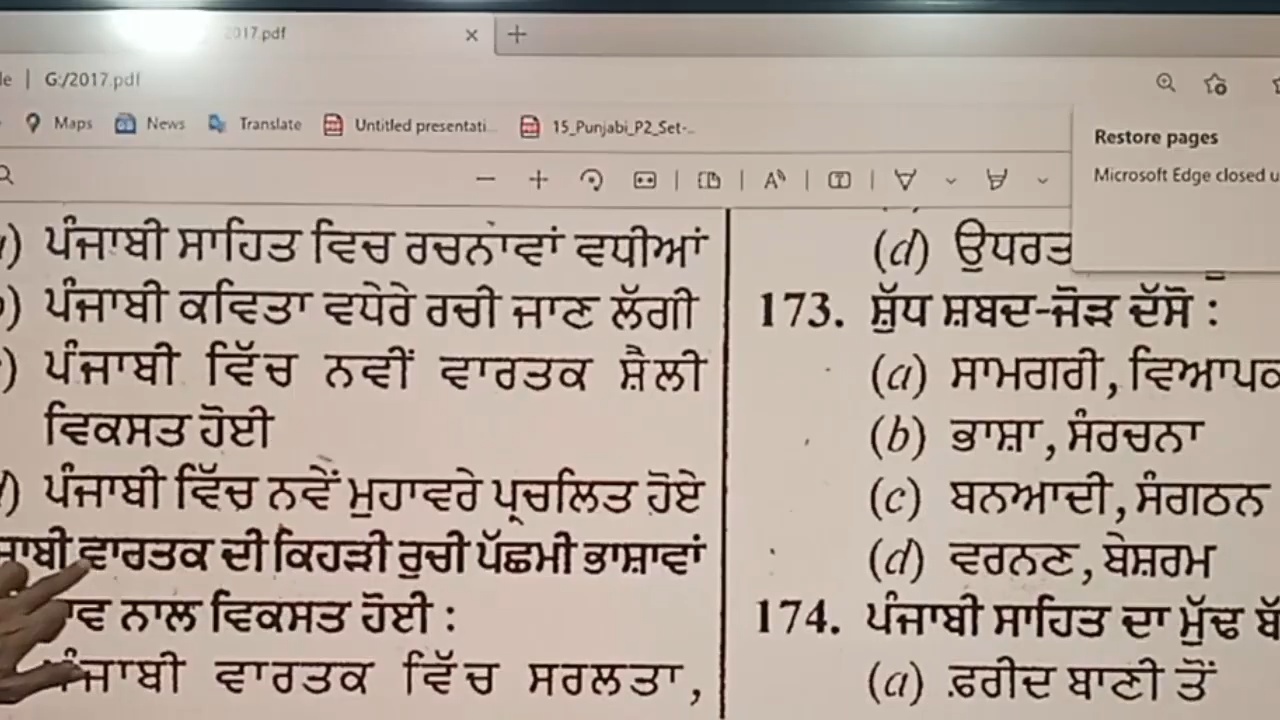 2017.pdf
G:/2017.pdf
Maps News Translate Untitled presentati... 15_Punjabi_P2_Set-...
Restore pages
Microsoft Edge closed
ਪੰਜਾਬੀ ਸਾਹਿਤ ਵਿਚ ਰਚਨਾਵਾਂ ਵਧੀਆਂ
ਪੰਜਾਬੀ ਕਵਿਤਾ ਵਧੇਰੇ ਰਚੀ ਜਾਣ ਲੱਗੀ
ਪੰਜਾਬੀ ਵਿੱਚ ਨਵੀਂ ਵਾਰਤਕ ਸ਼ੈਲੀ
ਵਿਕਸਤ ਹੋਈ
ਪੰਜਾਬੀ ਵਿੱਚ ਨਵੇਂ ਮੁਹਾਵਰੇ ਪ੍ਰਚਲਿਤ ਹੋਏ
ਵਾਰਤਕ ਦੀ ਕਿਹੜੀ ਰੁਚੀ ਪੱਛਮੀ ਭਾਸ਼ਾਵਾਂ
ਨਾਲ ਵਿਕਸਤ ਹੋਈ :
ਪੰਜਾਬੀ ਵਾਰਤਕ ਵਿੱਚ ਸਰਲਤਾ,
(d)
173. ਸ਼ੁੱਧ ਸ਼ਬਦ-ਜੋੜ ਦੱਸੋ :
(a) ਸਾਮਗਰੀ, ਵਿਆਪਕ
(b) ਭਾਸ਼ਾ, ਸੰਰਚਨਾ
(c) ਬਨਆਦੀ, ਸੰਗਠਨ
(d) ਵਰਨਣ, ਬੇਸ਼ਰਮ
174. ਪੰਜਾਬੀ ਸਾਹਿਤ ਦਾ ਮੁੱਢ
(a) ਫ਼ਰੀਦ ਬਾਣੀ ਤੋਂ